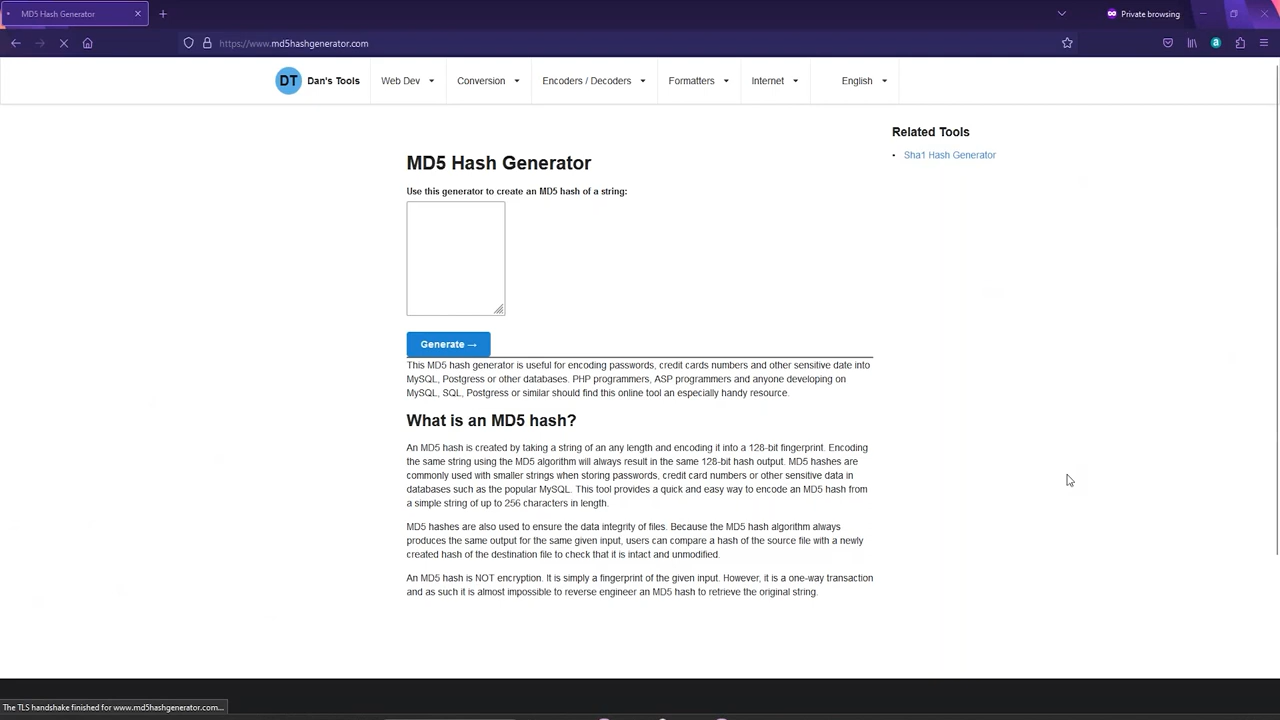 MD5 Hash Generator
Private browsing
https://www.md5hashgenerator.com
DT Dan's Tools Web Dev Conversion Encoders / Decoders Formatters Internet English
Related Tools
Sha1 Hash Generator
MD5 Hash Generator
Use this generator to create an MD5 hash of a string:
Generate →
This MD5 hash generator is useful for encoding passwords, credit cards numbers and other sensitive date into
MySQL, Postgress or other databases. PHP programmers, ASP programmers and anyone developing on
MySQL, SQL, Postgress or similar should find this online tool an especially handy resource.
What is an MD5 hash?
An MD5 hash is created by taking a string of an any length and encoding it into a 128-bit fingerprint. Encoding
the same string using the MD5 algorithm will always result in the same 128-bit hash output. MD5 hashes are
commonly used with smaller strings when storing passwords, credit card numbers or other sensitive data in
databases such as the popular MySQL. This tool provides a quick and easy way to encode an MD5 hash from
a simple string of up to 256 characters in length.
MD5 hashes are also used to ensure the data integrity of files. Because the MD5 hash algorithm always
produces the same output for the same given input, users can compare a hash of the source file with a newly
created hash of the destination file to check that it is intact and unmodified.
An MD5 hash is NOT encryption. It is simply a fingerprint of the given input. However, it is a one-way transaction
and as such it is almost impossible to reverse engineer an MD5 hash to retrieve the original string.
The TLS handshake finished for www.md5hashgenerator.com...